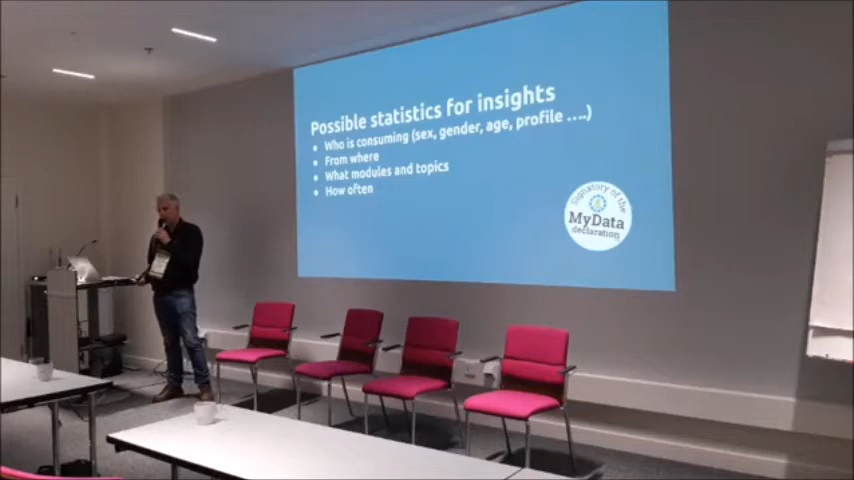 Possible statistics for insights
• Who is consuming (sex, gender, age, profile ....)
• From where
• What modules and topics
• How often
Signatory of the
MyData
declaration